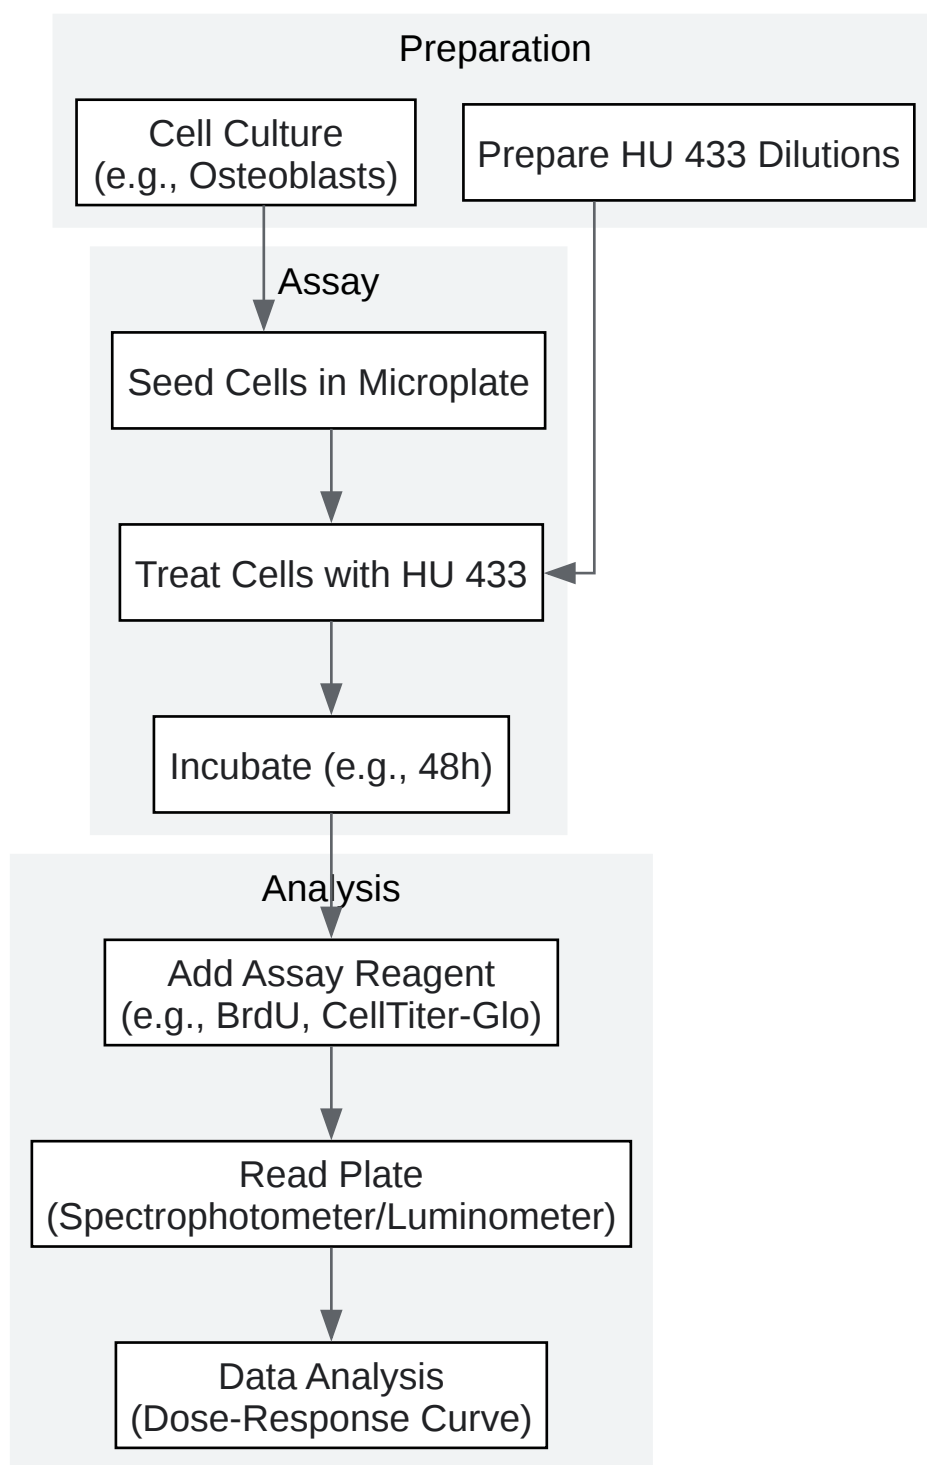 Preparation
Cell Culture
(e.g., Osteoblasts)
Prepare HU 433 Dilutions
Assay
Seed Cells in Microplate
Treat Cells with HU 433
Incubate (e.g., 48h)
Analysis
Add Assay Reagent
(e.g., BrdU, CellTiter-Glo)
Read Plate
(Spectrophotometer/Luminometer)
Data Analysis
(Dose-Response Curve)